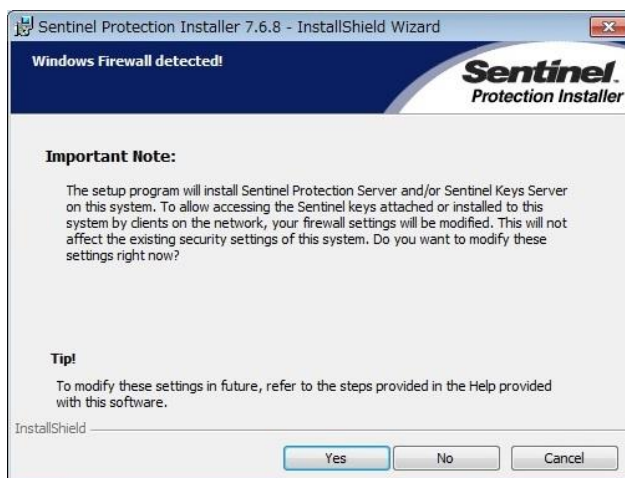 Sentinel Protection Installer 7.6.8 - InstallShield Wizard
Windows Firewall detected!
Sentinel.
Protection Installer
Important Note:
The setup program will install Sentinel Protection Server and/or Sentinel Keys Server
on this system. To allow accessing the Sentinel keys attached or installed to this
system by clients on the network, your firewall settings will be modified. This will not
affect the existing security settings of this system. Do you want to modify these
settings right now?
Tip!
To modify these settings in future, refer to the steps provided in the Help provided
with this software.
InstallShield
Yes
No
Cancel